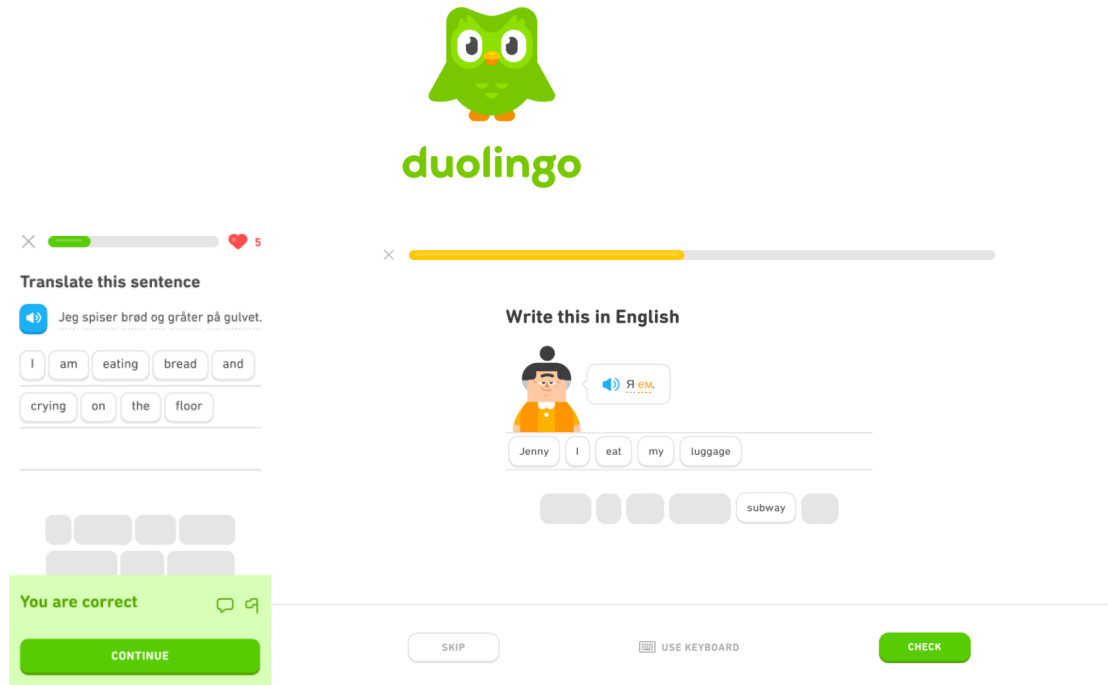 duolingo
5
Translate this sentence
Jeg spiser brød og gråter på gulvet.
I am eating bread and
crying on the floor
You are correct
CONTINUE
Write this in English
Я ем.
Jenny I eat my luggage
subway
SKIP
USE KEYBOARD
CHECK